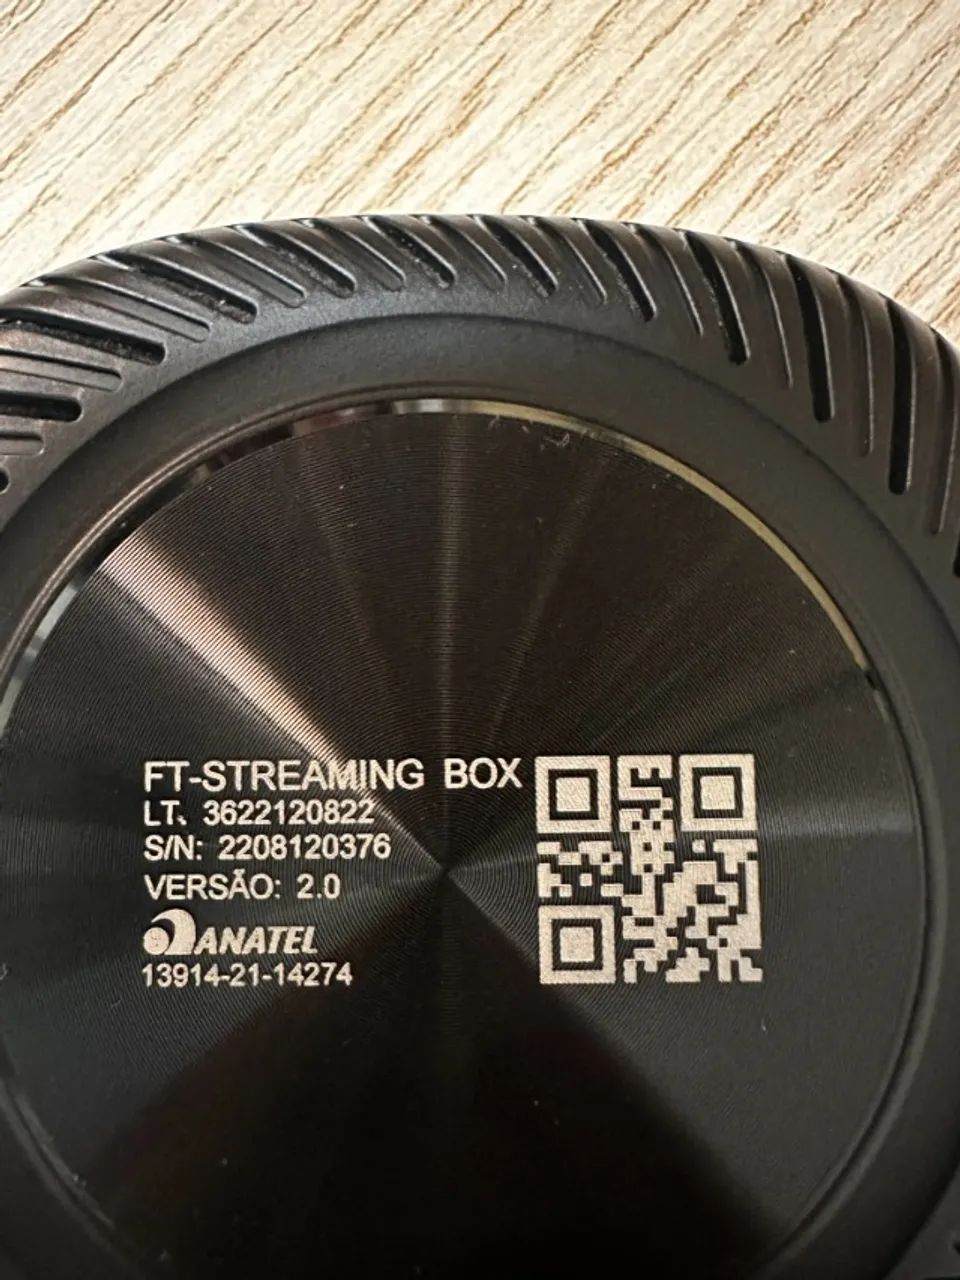 FT-STREAMING BOX
LT. 3622120822
S/N: 2208120376
VERSÃO: 2.0
ANATEL
13914-21-14274